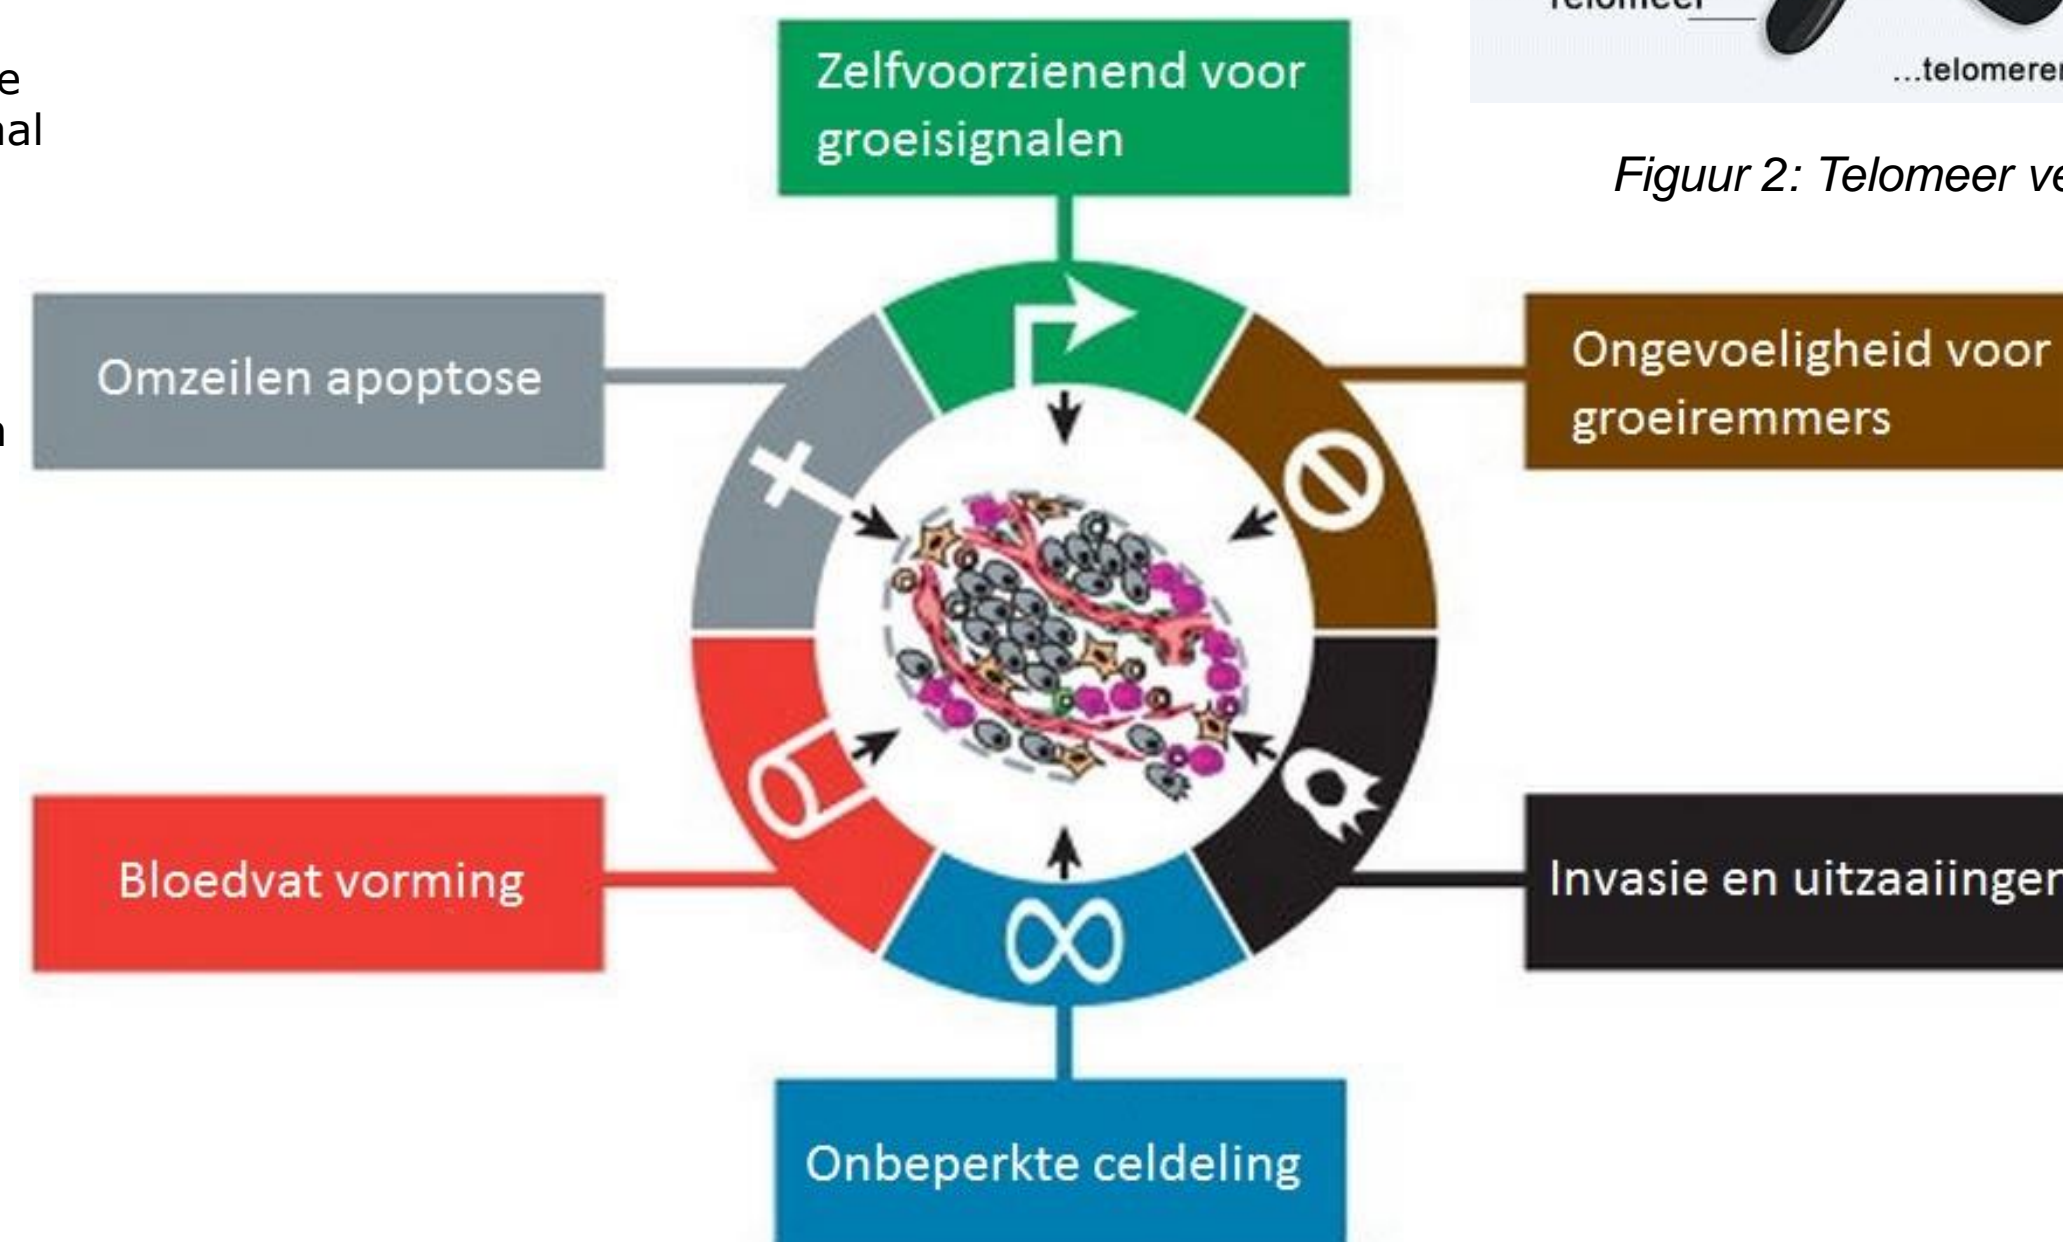 Telomeer
...telomeren
Figuur 2: Telomeer
Zelfvoorzienend voor
groeisignalen
Omzeilen apoptose
Ongevoeligheid voor
groeiremmers
Bloedvat vorming
Invasie en uitzaaiingen
Onbeperkte celdeling